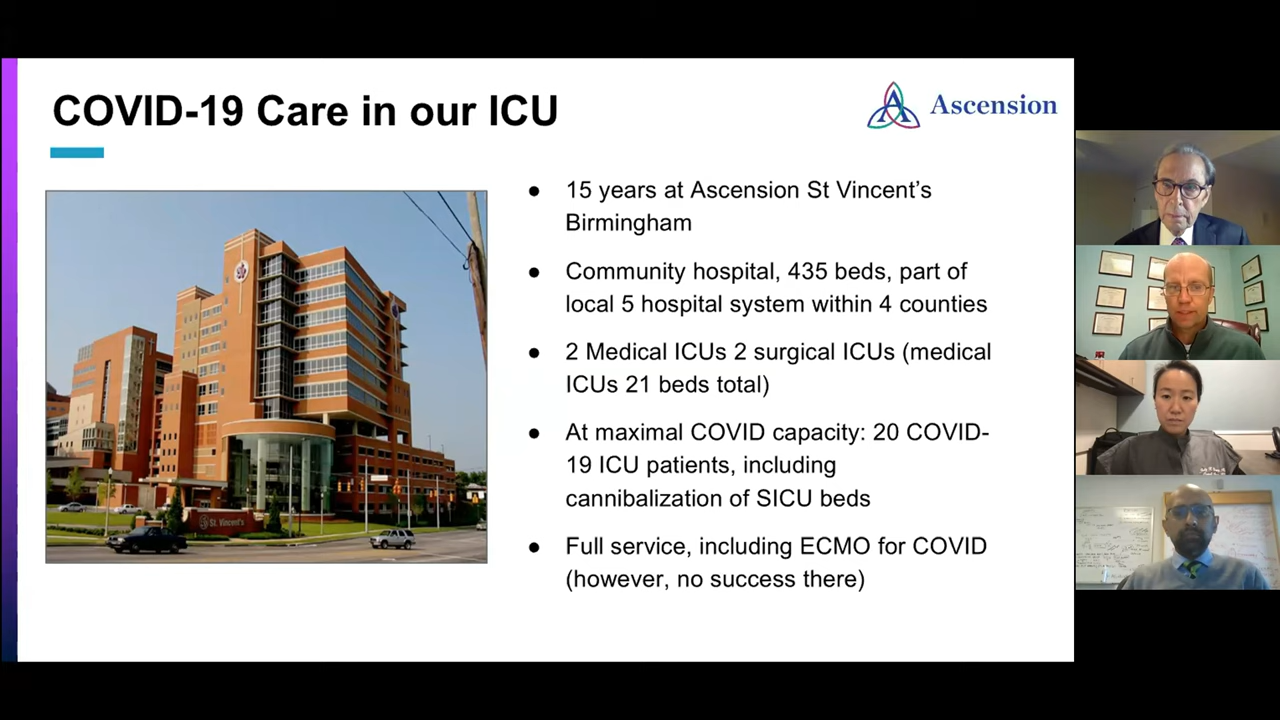 COVID-19 Care in our ICU
Ascension
15 years at Ascension St Vincent’s
Birmingham
Community hospital, 435 beds, part of
local 5 hospital system within 4 counties
2 Medical ICUs 2 surgical ICUs (medical
ICUs 21 beds total)
At maximal COVID capacity: 20 COVID-
19 ICU patients, including
cannibalization of SICU beds
Full service, including ECMO for COVID
(however, no success there)
St. Vincent's